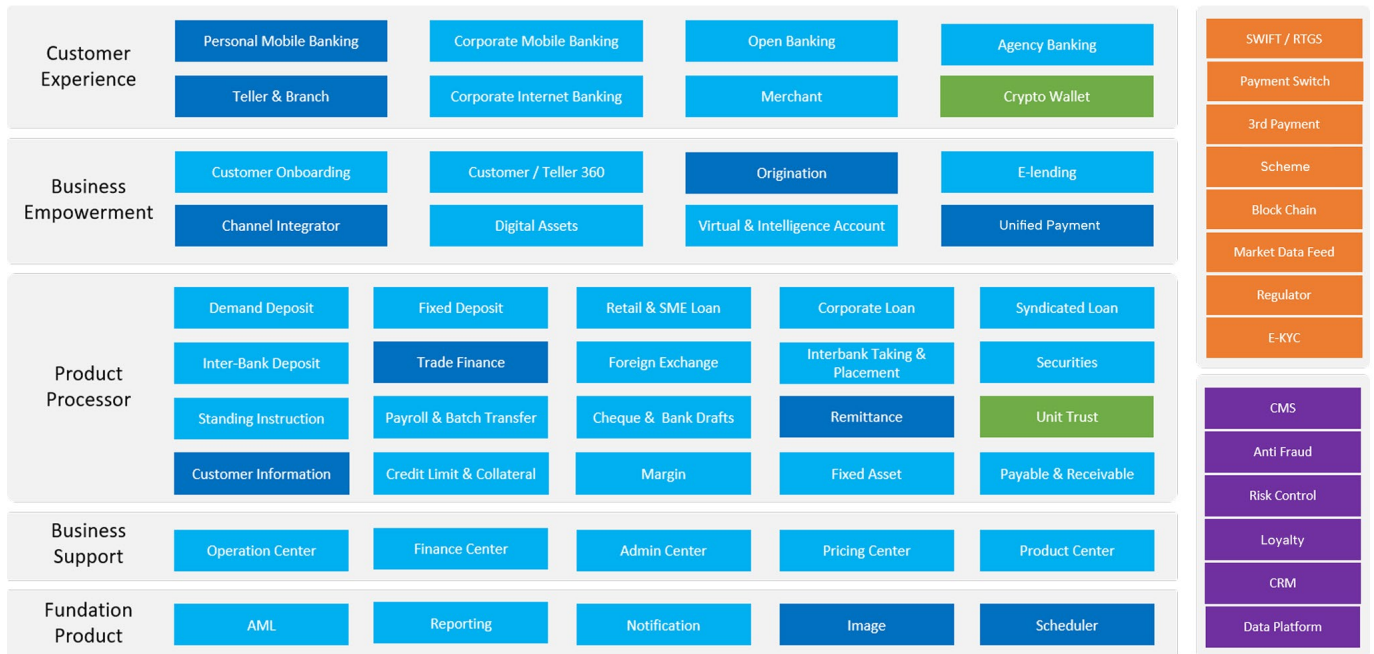 Customer
Experience
Personal Mobile Banking
Corporate Mobile Banking
Open Banking
Agency Banking
Teller & Branch
Corporate Internet Banking
Merchant
Crypto Wallet
Business
Empowerment
Customer Onboarding
Customer / Teller 360
Origination
E-lending
Channel Integrator
Digital Assets
Virtual & Intelligence Account
Unified Payment
Product
Processor
Demand Deposit
Fixed Deposit
Retail & SME Loan
Corporate Loan
Syndicated Loan
Inter-Bank Deposit
Trade Finance
Foreign Exchange
Interbank Taking &
Placement
Securities
Standing Instruction
Payroll & Batch Transfer
Cheque & Bank Drafts
Remittance
Unit Trust
Customer Information
Credit Limit & Collateral
Margin
Fixed Asset
Payable & Receivable
Business
Support
Operation Center
Finance Center
Admin Center
Pricing Center
Product Center
Fundation
Product
AML
Reporting
Notification
Image
Scheduler
SWIFT / RTGS
Payment Switch
3rd Payment
Scheme
Block Chain
Market Data Feed
Regulator
E-KYC
CMS
Anti Fraud
Risk Control
Loyalty
CRM
Data Platform